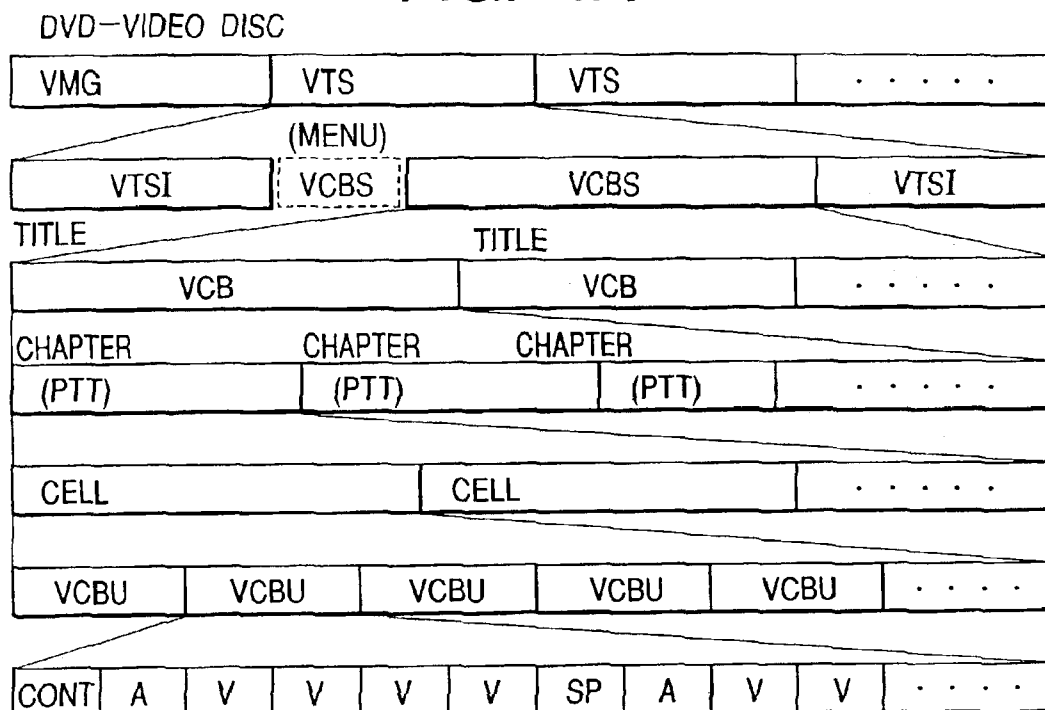 DVD-VIDEO DISC
VMG VTS VTS · · · · ·
(MENU)
VTSI VCBS VCBS VTSI
TITLE TITLE
VCB VCB · · · · ·
CHAPTER CHAPTER CHAPTER
(PTT) (PTT) (PTT) · · · · ·
CELL CELL · · · · ·
VCBU VCBU VCBU VCBU VCBU · · · ·
CONT A V V V V SP A V V · · · ·